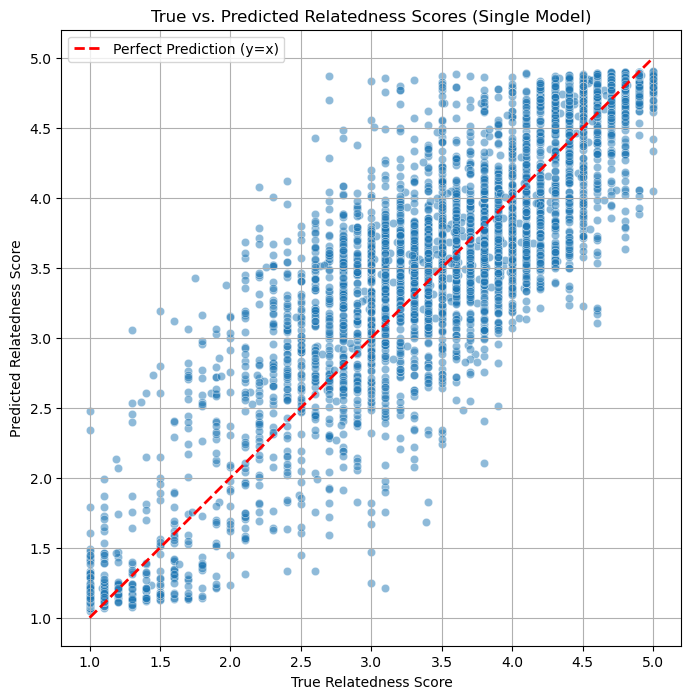 True vs. Predicted Relatedness Scores (Single Model)
Perfect Prediction (y=x)
Predicted Relatedness Score
5.0
4.5
4.0
3.5
3.0
2.5
2.0
1.5
1.0
1.0 1.5 2.0 2.5 3.0 3.5 4.0 4.5 5.0
True Relatedness Score